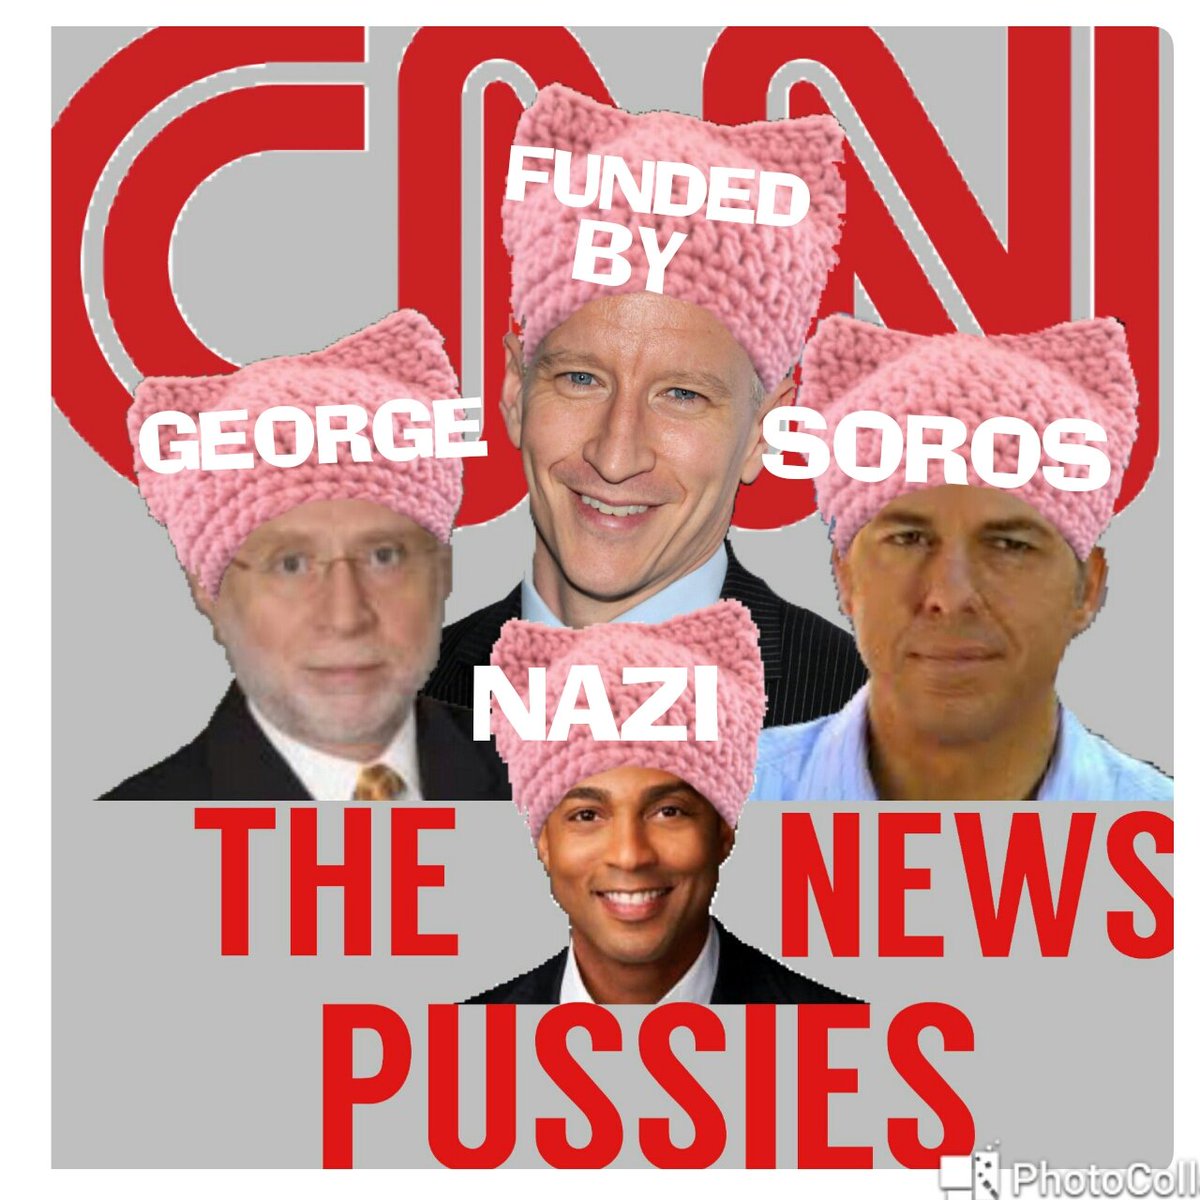 CNN
FUNDED
BY
GEORGE
SOROS
NAZI
THE NEWS
PUSSIES
PhotoColl